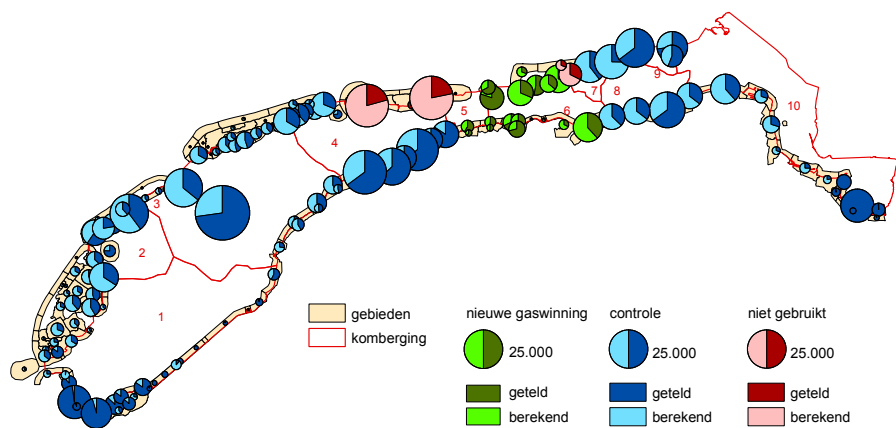 10
9
8
7
6
5
4
3
2
1
gebieden
komberging
nieuwe gaswinning
25.000
geteld
berekend
controle
25.000
geteld
berekend
niet gebruikt
25.000
geteld
berekend